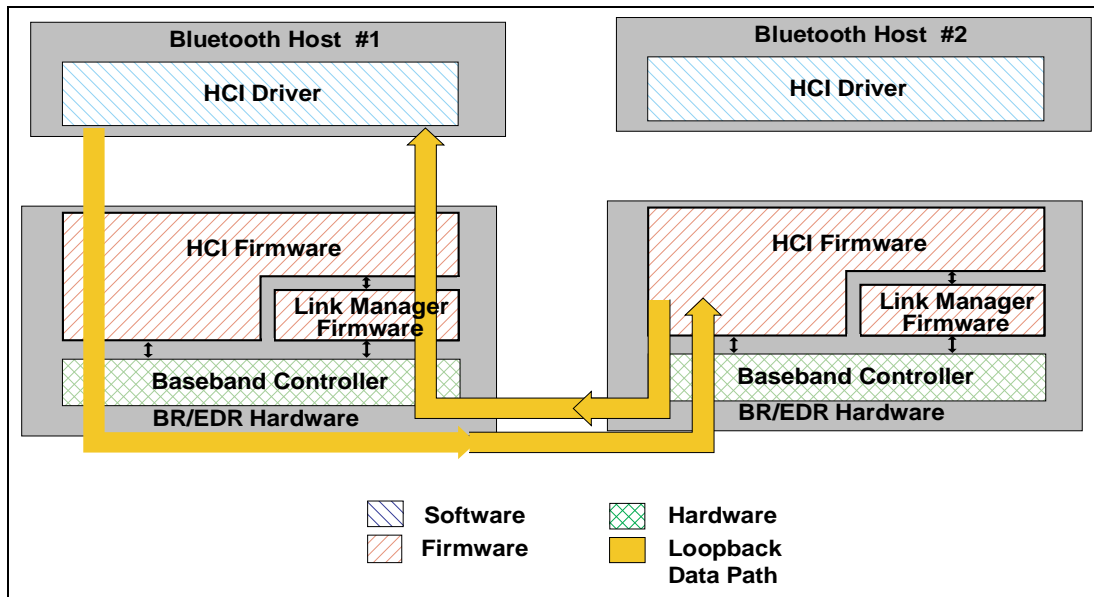 Bluetooth Host #1
HCI Driver
Bluetooth Host #2
HCI Driver
HCI Firmware
Link Manager
Firmware
Baseband Controller
BR/EDR Hardware
HCI Firmware
Link Manager
Firmware
Baseband Controller
BR/EDR Hardware
Software
Firmware
Hardware
Loopback
Data Path